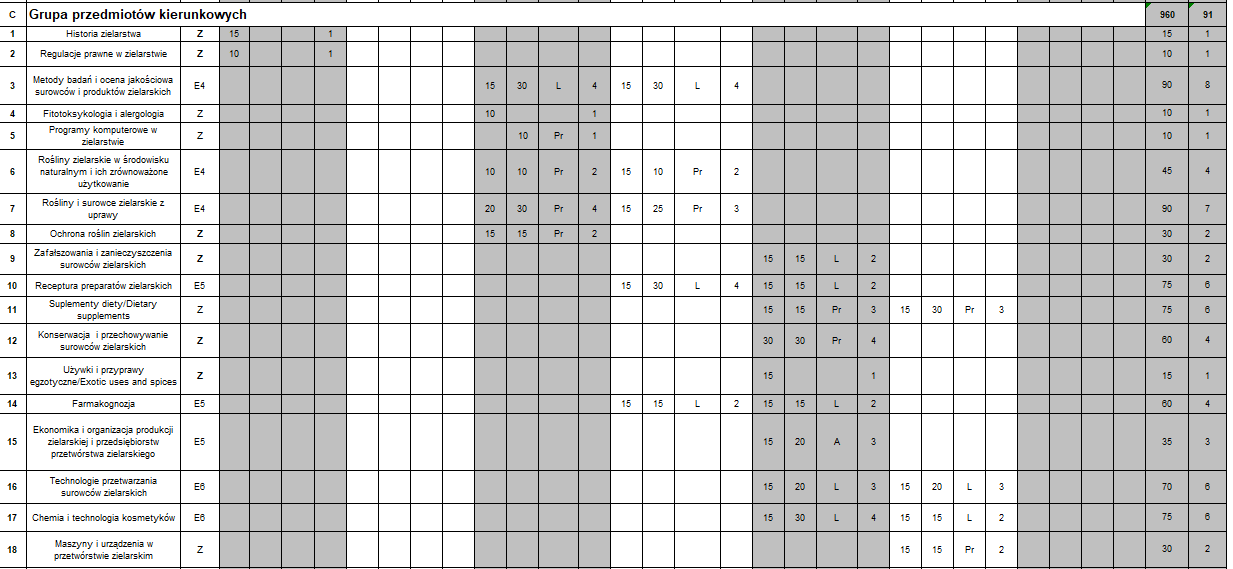 C Grupa przedmiotów kierunkowych 960 91
1 Historia zielarstwa Z 15 1 15 1
2 Regulacje prawne w zielarstwie Z 10 1 10 1
Metody badań i ocena jakościowa
3 surowców i produktów zielarskich E4 15 30 L 4 15 30 L 4 90 8
4 Fitotoksykologia i alergologia Z 10 1 10 1
Programy komputerowe w
5 zielarstwie Z 10 Pr 1 10 1
Rośliny zielarskie w środowisku
6 naturalnym i ich zrównoważone E4 10 10 Pr 2 15 10 Pr 2 45 4
użytkowanie
Rośliny i surowce zielarskie z
7 uprawy E4 20 30 Pr 4 15 25 Pr 3 90 7
8 Ochrona roślin zielarskich Z 15 15 Pr 2 30 2
Zafałszowania i zanieczyszczenia
9 surowców zielarskich Z 15 15 L 2 30 2
10 Receptura preparatów zielarskich E5 15 30 L 4 15 15 L 2 75 6
Suplementy diety/Dietary
11 supplements Z 15 15 Pr 3 15 30 Pr 3 75 6
Konserwacja i przechowywanie
12 surowców zielarskich Z 30 30 Pr 4 60 4
Używki i przyprawy
13 egzotyczne/Exotic uses and spices Z 15 1 15 1
14 Farmakognozja E5 15 15 L 2 15 15 L 2 60 4
Ekonomika i organizacja produkcji
15 zielarskiej i przedsiębiorstw E5 15 20 A 3 35 3
przetwórstwa zielarskiego
Technologie przetwarzania
16 surowców zielarskich E6 15 20 L 3 15 20 L 3 70 6
17 Chemia i technologia kosmetyków E6 15 30 L 4 15 15 L 2 75 6
Maszyny i urządzenia w
18 przetwórstwie zielarskim Z 15 15 Pr 2 30 2